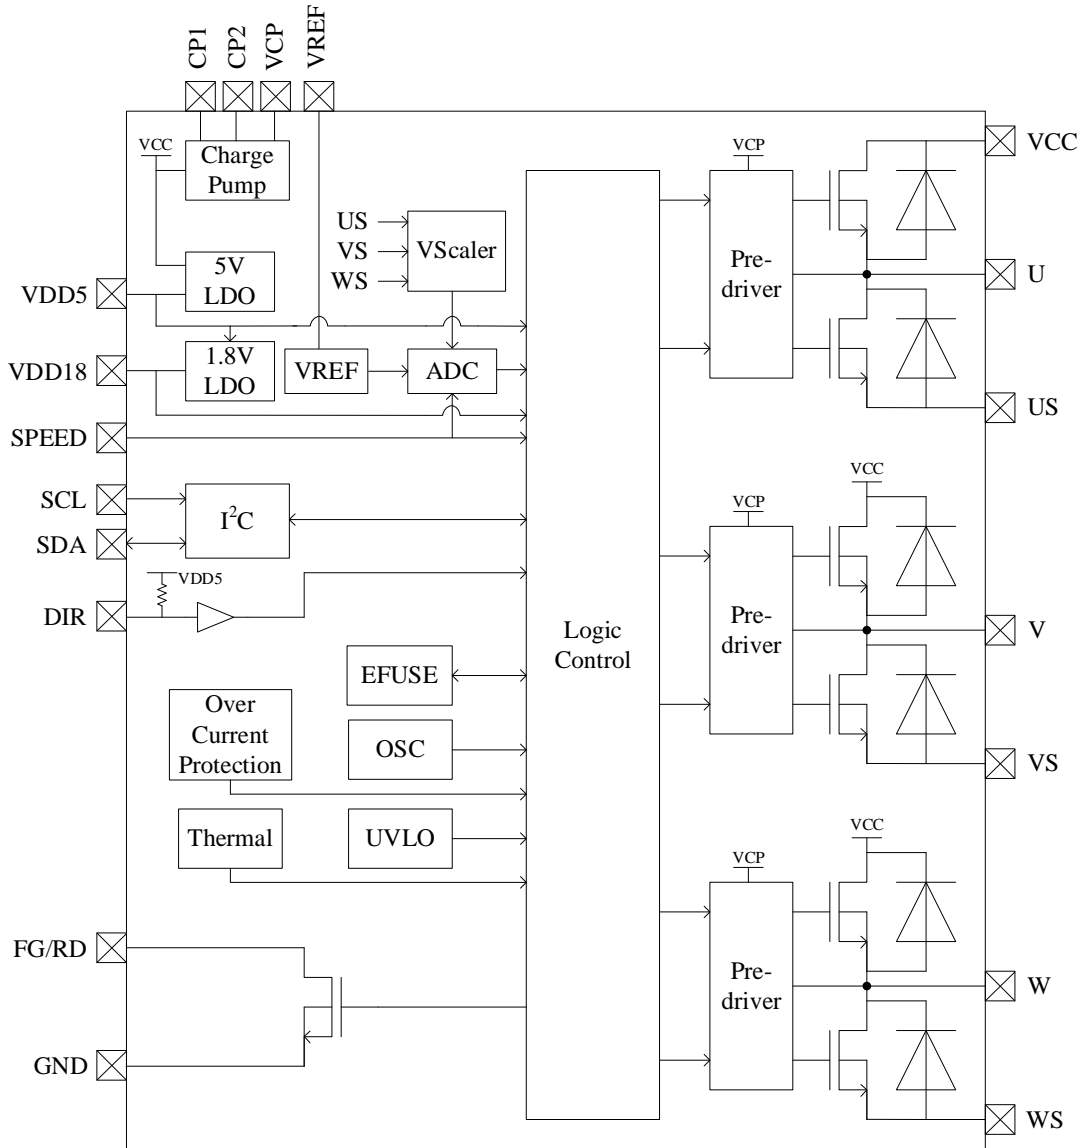 CP1
CP2
VCP
VREF
VCC
Charge
Pump
VCP
VCC
US
VS
WS
VScaler
Pre-
driver
5V
LDO
VDD5
U
1.8V
LDO
VDD18
VREF
ADC
US
SPEED
SCL
SDA
I²C
VCC
VCP
VDD5
DIR
Logic
Control
Pre-
driver
V
EFUSE
Over
Current
Protection
OSC
VS
Thermal
UVLO
VCC
VCP
FG/RD
Pre-
driver
W
GND
WS